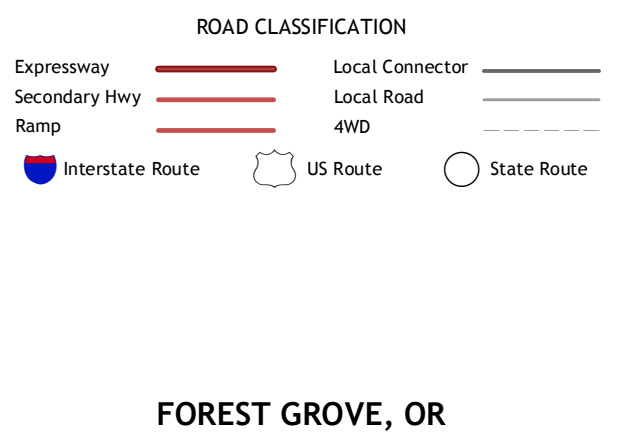 ROAD CLASSIFICATION
Expressway
Local Connector
Secondary Hwy
Local Road
Ramp
4WD
Interstate Route
US Route
State Route
FOREST GROVE, OR